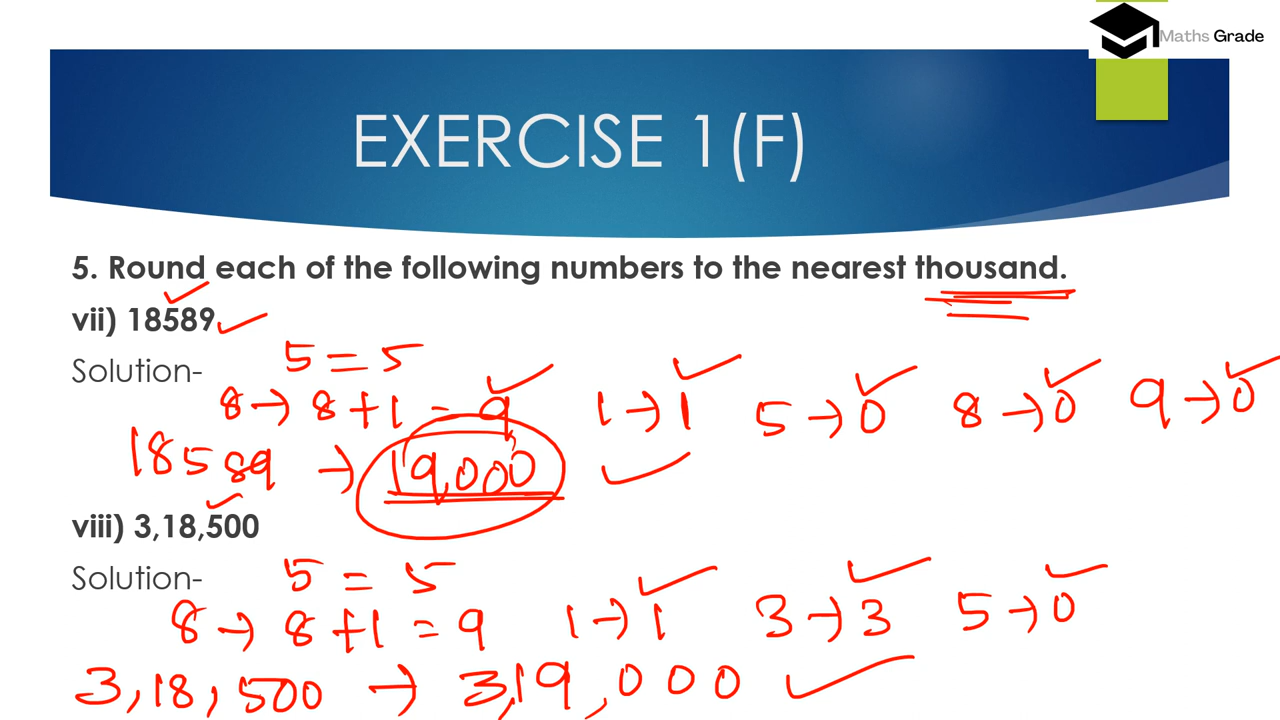 Maths Grade
EXERCISE 1(F)
5. Round each of the following numbers to the nearest thousand.
vii) 18589
Solution- 5 = 5
8 → 8 + 1 = 9 1 → 1 5 → 0 8 → 0 9 → 0
18589 → 19,000
viii) 3,18,500
Solution- 5 = 5
8 → 8 + 1 = 9 1 → 1 3 → 3 5 → 0
3,18,500 → 3,19,000